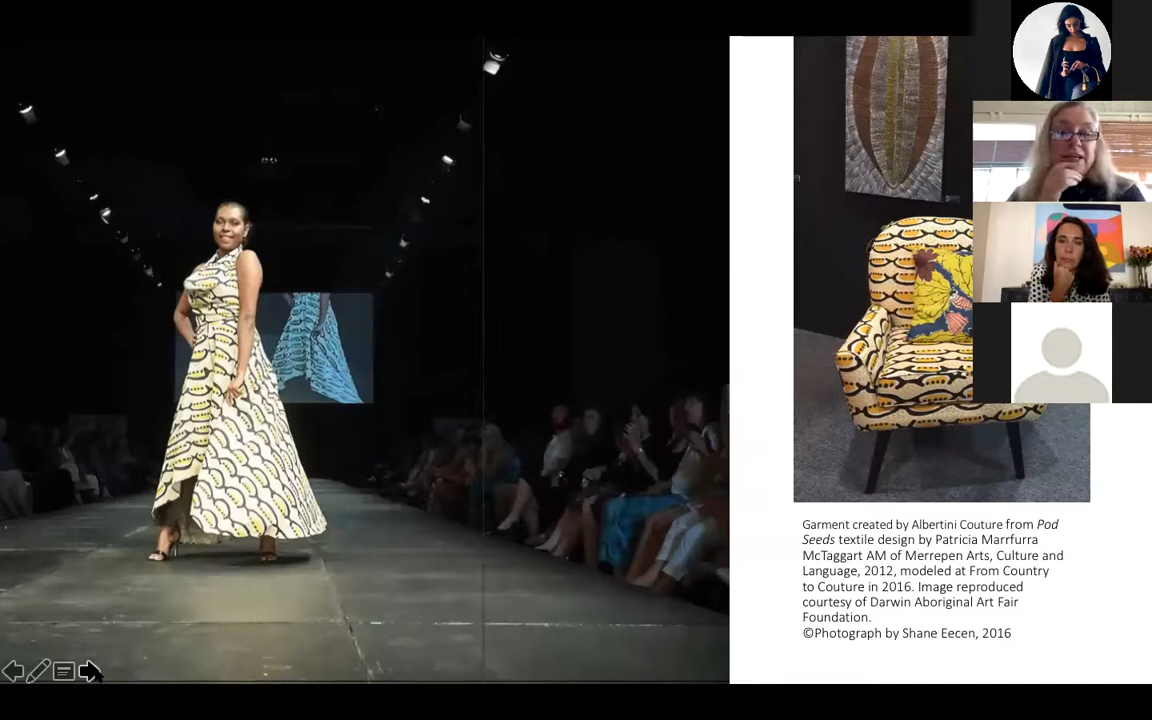 Garment created by Albertini Couture from Pod
Seeds textile design by Patricia Marrfurra
McTaggart AM of Merrepen Arts, Culture and
Language, 2012, modeled at From Country
to Couture in 2016. Image reproduced
courtesy of Darwin Aboriginal Art Fair
Foundation.
©Photograph by Shane Eecen, 2016